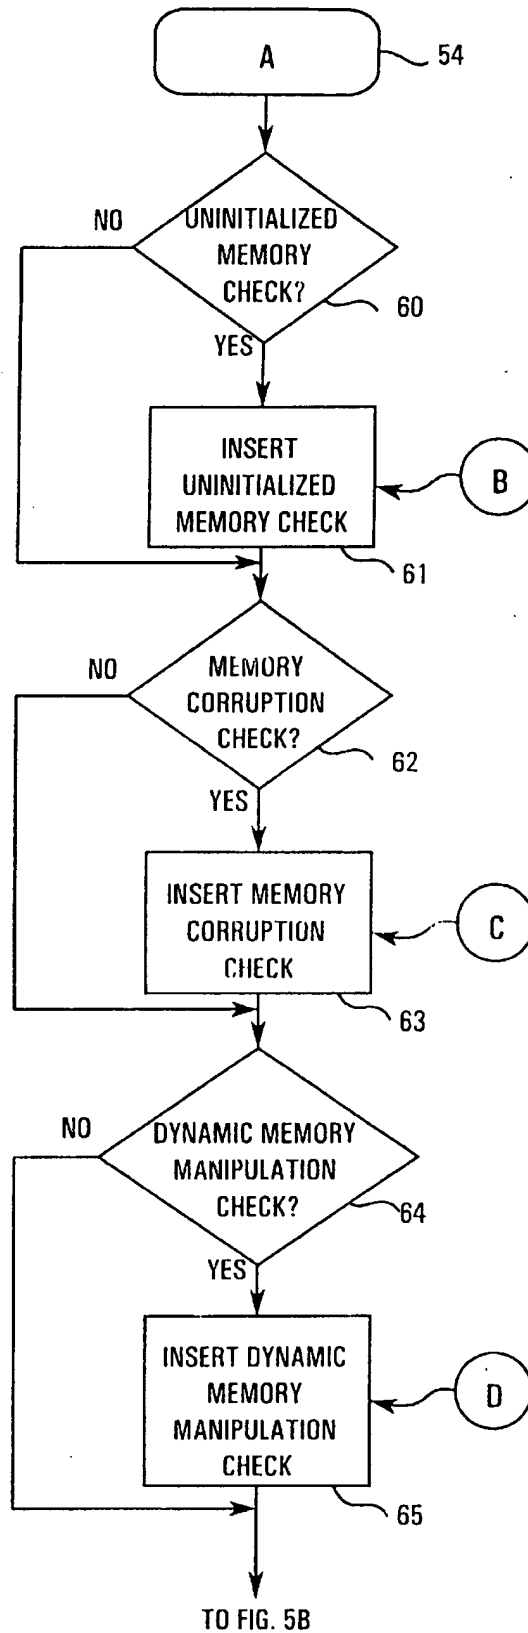 A
54
NO
UNINITIALIZED
MEMORY
CHECK?
60
YES
INSERT
UNINITIALIZED
MEMORY CHECK
B
61
NO
MEMORY
CORRUPTION
CHECK?
62
YES
INSERT MEMORY
CORRUPTION
CHECK
C
63
NO
DYNAMIC MEMORY
MANIPULATION
CHECK?
64
YES
INSERT DYNAMIC
MEMORY
MANIPULATION
CHECK
D
65
TO FIG. 5B